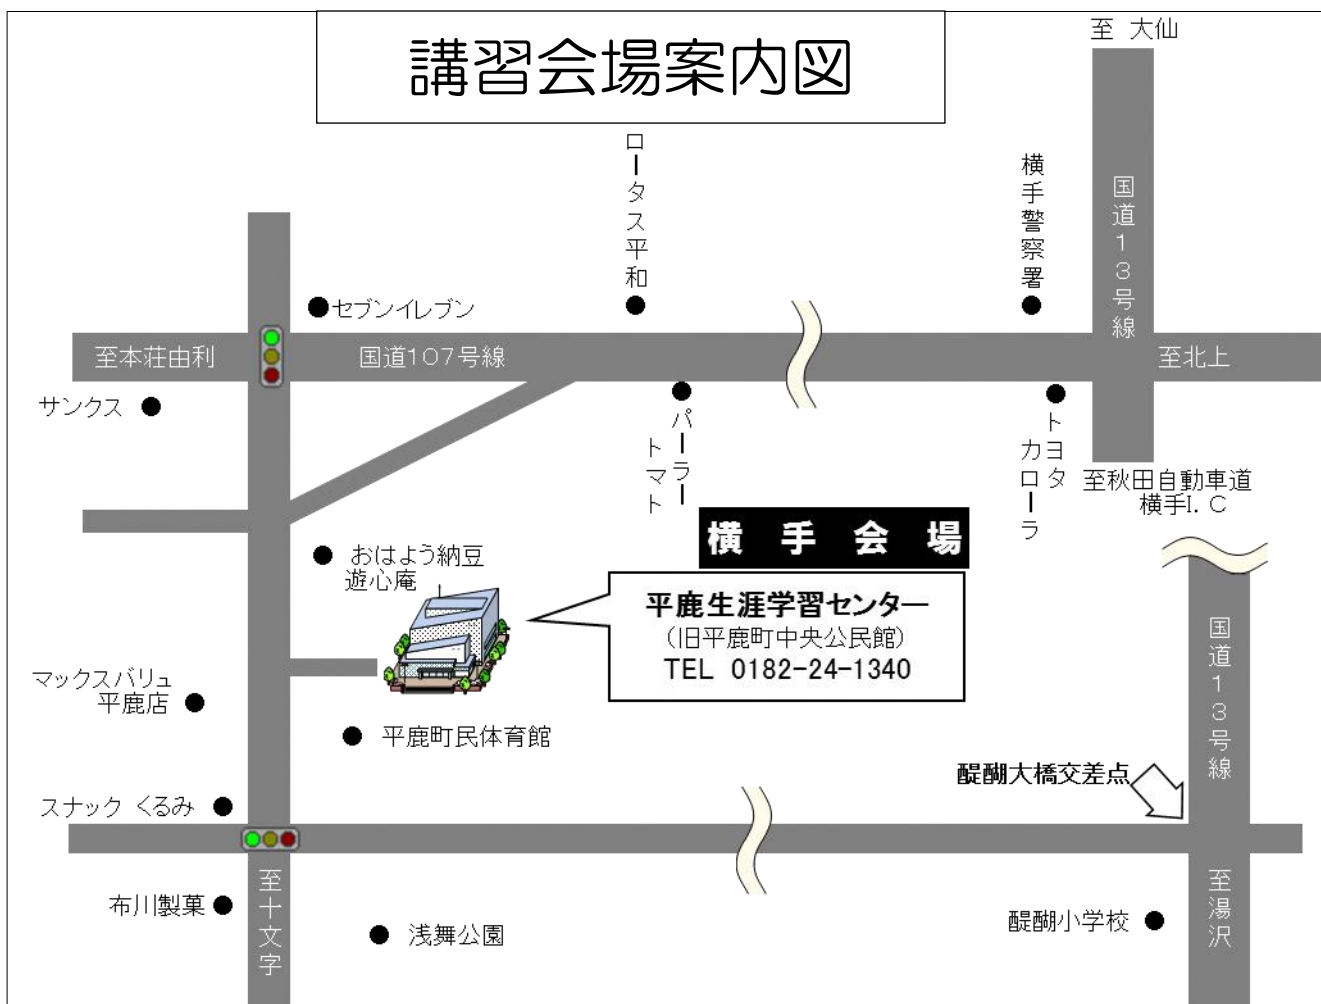 講習会場案内図
至 大仙
ロータス平和
横手警察署
国道13号線
セブンイレブン
至本荘由利
国道107号線
至北上
サンクス
パーラー
トマト
トヨタ
カローラ
至秋田自動車道
横手I. C
横 手 会 場
おはよう納豆
遊心庵
平鹿生涯学習センター
(旧平鹿町中央公民館)
TEL 0182-24-1340
国道13号線
マックスバリュ
平鹿店
平鹿町民体育館
醍醐大橋交差点
スナック くるみ
布川製菓
至十文字
浅舞公園
醍醐小学校
至湯沢